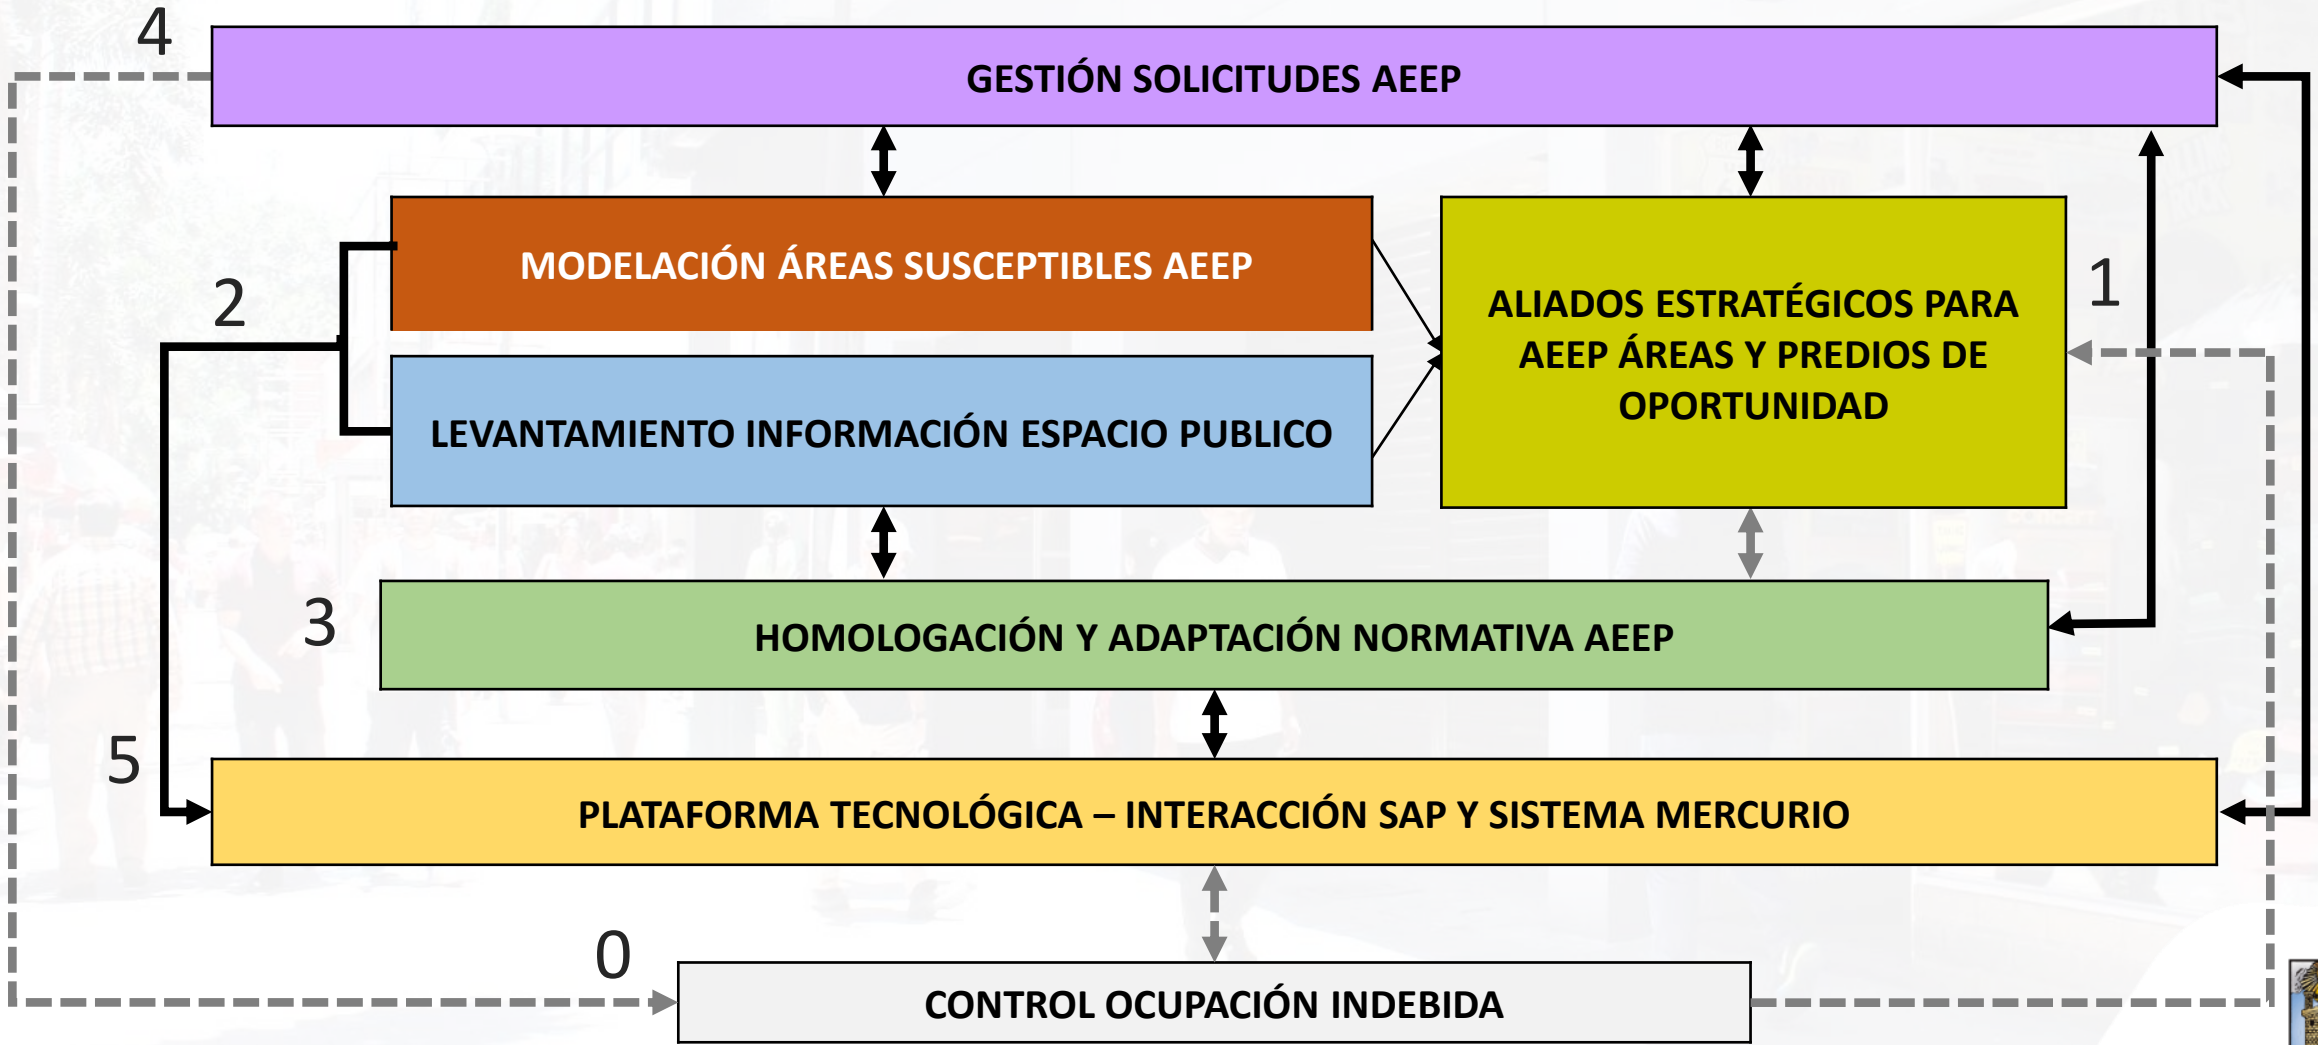 4
GESTIÓN SOLICITUDES AEEP
MODELACIÓN ÁREAS SUSCEPTIBLES AEEP
2
LEVANTAMIENTO INFORMACIÓN ESPACIO PUBLICO
ALIADOS ESTRATÉGICOS PARA
AEEP ÁREAS Y PREDIOS DE
OPORTUNIDAD
1
3
HOMOLOGACIÓN Y ADAPTACIÓN NORMATIVA AEEP
5
PLATAFORMA TECNOLÓGICA – INTERACCIÓN SAP Y SISTEMA MERCURIO
0
CONTROL OCUPACIÓN INDEBIDA